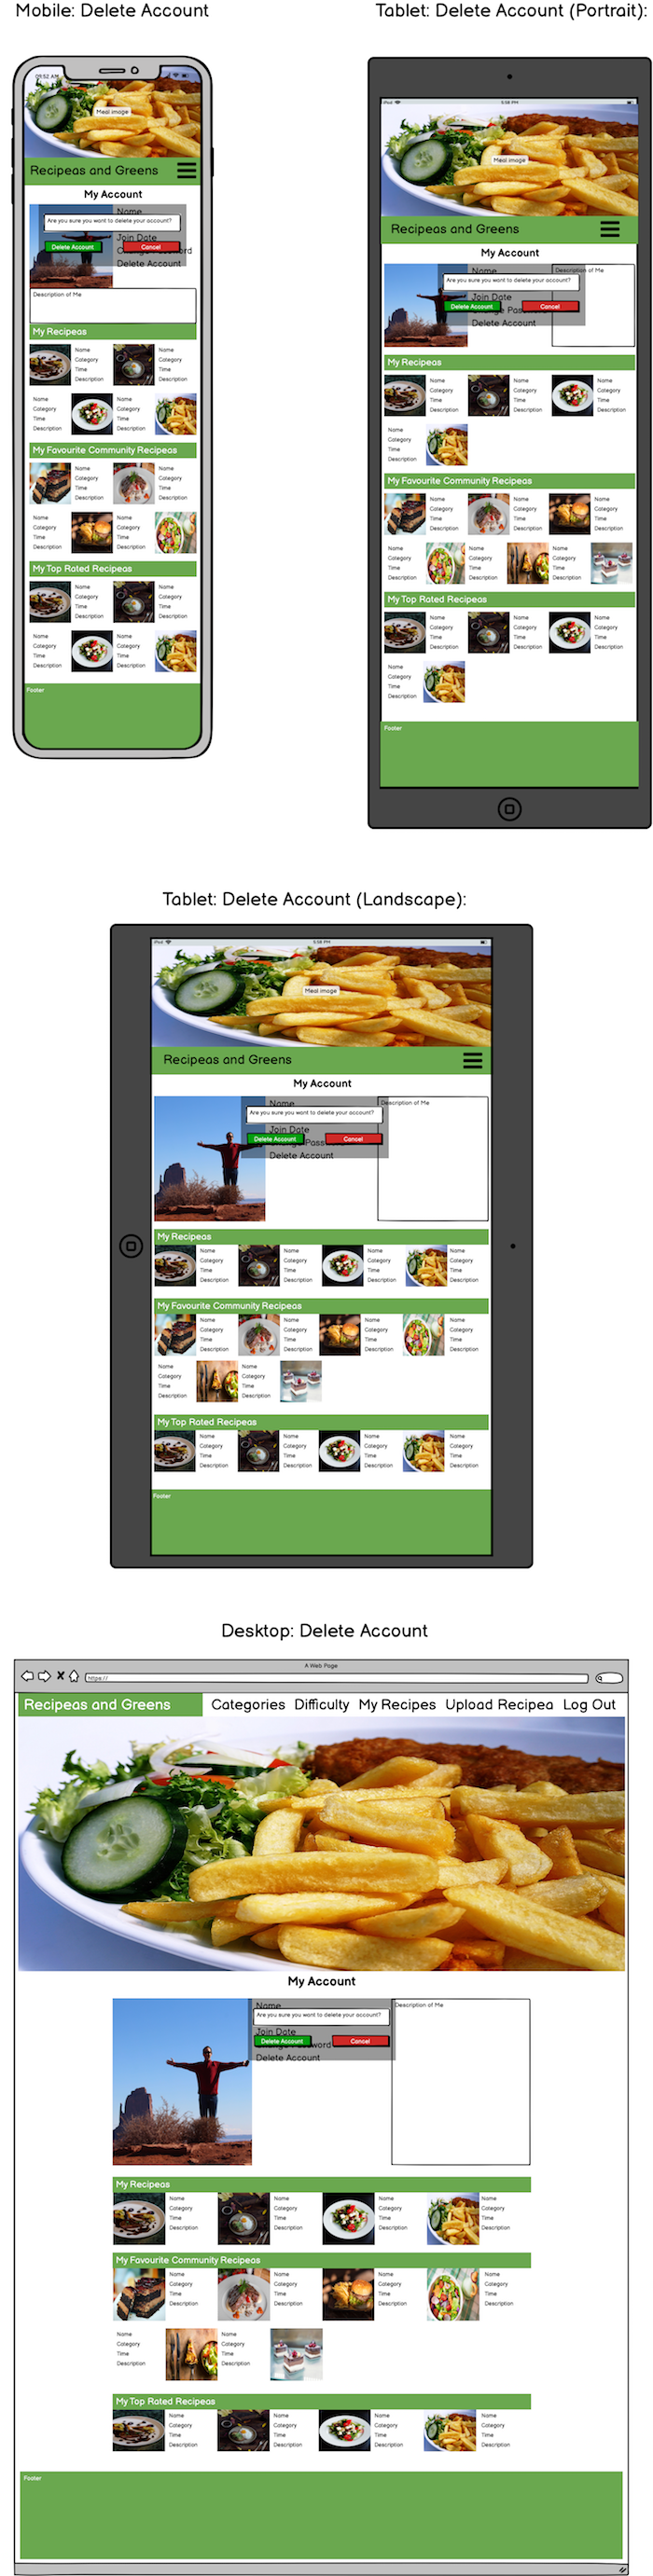 Mobile: Delete Account
09:52 AM
Meal image
Recipeas and Greens
My Account
Name
Are you sure you want to delete your account?
Join Date
Delete Account Cancel
Delete Account
Description of Me
My Recipeas
Name Name
Category Category
Time Time
Description Description
Name Name
Category Category
Time Time
Description Description
My Favourite Community Recipeas
Name Name
Category Category
Time Time
Description Description
Name Name
Category Category
Time Time
Description Description
My Top Rated Recipeas
Name Name
Category Category
Time Time
Description Description
Name Name
Category Category
Time Time
Description Description
Footer
Tablet: Delete Account (Portrait):
iPad 5:58 PM
Meal image
Recipeas and Greens
My Account
Name Description of Me
Are you sure you want to delete your account?
Join Date
Delete Account Cancel
Delete Account
My Recipeas
Name Name Name
Category Category Category
Time Time Time
Description Description Description
Name
Category
Time
Description
My Favourite Community Recipeas
Name Name Name
Category Category Category
Time Time Time
Description Description Description
Name Name Name
Category Category Category
Time Time Time
Description Description Description
My Top Rated Recipeas
Name Name Name
Category Category Category
Time Time Time
Description Description Description
Name
Category
Time
Description
Footer
Tablet: Delete Account (Landscape):
iPad 5:58 PM
Meal image
Recipeas and Greens
My Account
Name Description of Me
Are you sure you want to delete your account?
Join Date
Delete Account Cancel
Delete Account
My Recipeas
Name Name Name Name
Category Category Category Category
Time Time Time Time
Description Description Description Description
My Favourite Community Recipeas
Name Name Name Name
Category Category Category Category
Time Time Time Time
Description Description Description Description
Name Name
Category Category
Time Time
Description Description
My Top Rated Recipeas
Name Name Name Name
Category Category Category Category
Time Time Time Time
Description Description Description Description
Footer
Desktop: Delete Account
A Web Page
https://
Recipeas and Greens Categories Difficulty My Recipes Upload Recipea Log Out
My Account
Name Description of Me
Are you sure you want to delete your account?
Join Date
Delete Account Cancel
Delete Account
My Recipeas
Name Name Name Name
Category Category Category Category
Time Time Time Time
Description Description Description Description
My Favourite Community Recipeas
Name Name Name Name
Category Category Category Category
Time Time Time Time
Description Description Description Description
Name Name
Category Category
Time Time
Description Description
My Top Rated Recipeas
Name Name Name Name
Category Category Category Category
Time Time Time Time
Description Description Description Description
Footer